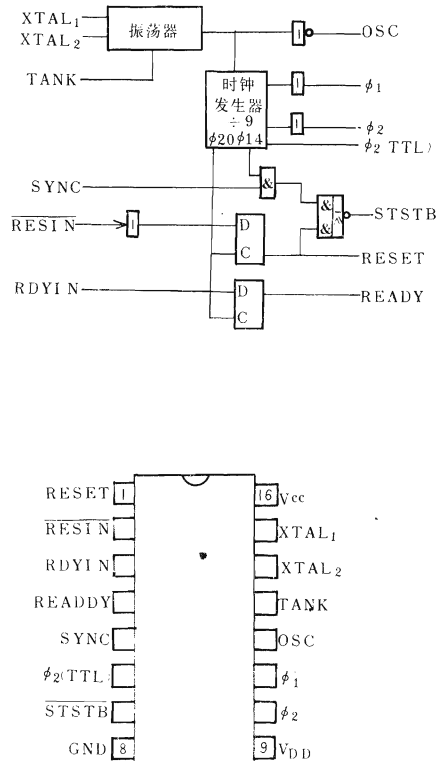 XTAL₁
XTAL₂
振荡器
OSC
TANK
时钟
发生器
÷9
ϕ20 ϕ14
ϕ₁
ϕ₂
ϕ₂ TTL)
SYNC
&
&
&
STSTB
RESIN
D
C
RESET
RDYIN
D
C
READY
RESET 1
16 Vcc
RESIN
XTAL₁
RDYIN
XTAL₂
READDY
TANK
SYNC
OSC
ϕ₂(TTL
ϕ₁
STSTB
ϕ₂
GND 8
9 VDD